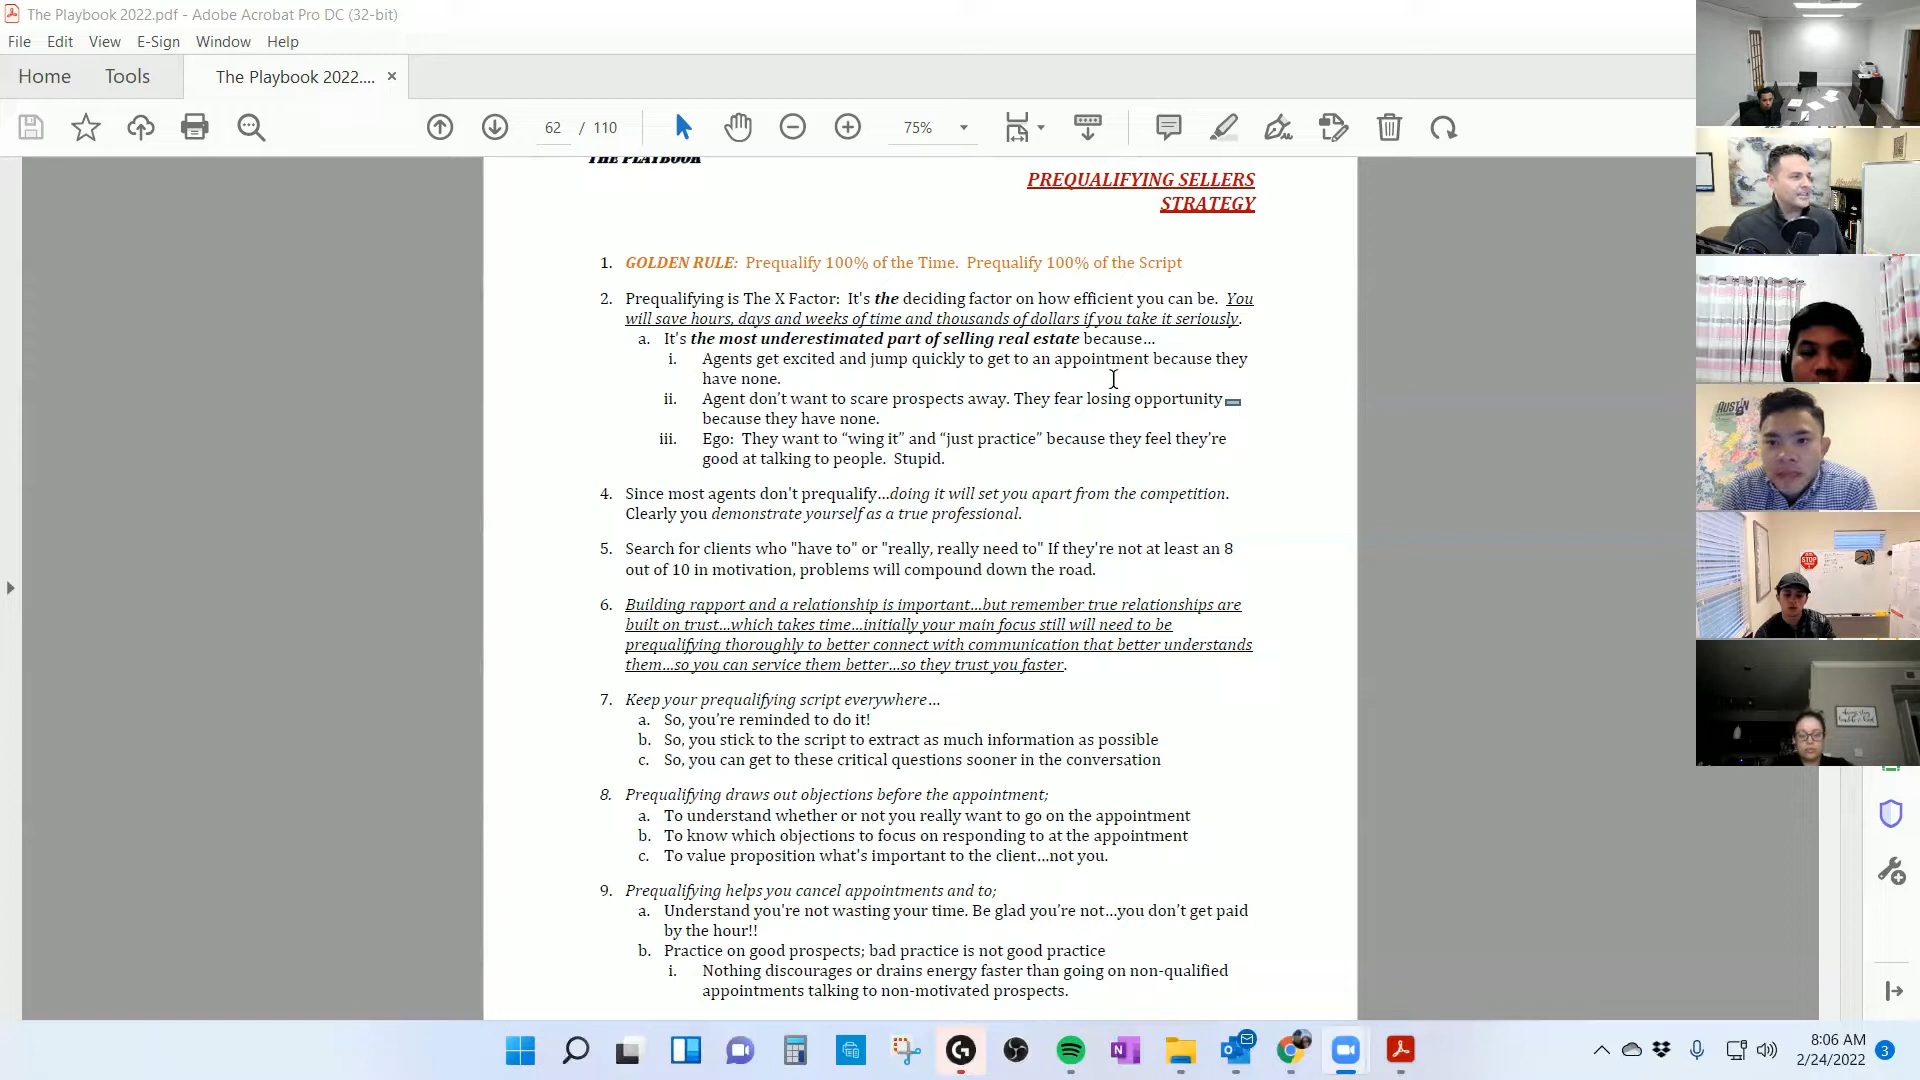 The Playbook 2022.pdf - Adobe Acrobat Pro DC (32-bit)
File Edit View E-Sign Window Help
Home Tools The Playbook 2022.... ×
62 / 110 75%
THE PLAYBOOK
PREQUALIFYING SELLERS
STRATEGY
1. GOLDEN RULE: Prequalify 100% of the Time. Prequalify 100% of the Script
2. Prequalifying is The X Factor: It's the deciding factor on how efficient you can be. You
will save hours, days and weeks of time and thousands of dollars if you take it seriously.
a. It's the most underestimated part of selling real estate because…
i. Agents get excited and jump quickly to get to an appointment because they
have none.
ii. Agent don’t want to scare prospects away. They fear losing opportunity
because they have none.
iii. Ego: They want to “wing it” and “just practice” because they feel they’re
good at talking to people. Stupid.
4. Since most agents don't prequalify…doing it will set you apart from the competition.
Clearly you demonstrate yourself as a true professional.
5. Search for clients who "have to" or "really, really need to" If they're not at least an 8
out of 10 in motivation, problems will compound down the road.
6. Building rapport and a relationship is important…but remember true relationships are
built on trust…which takes time…initially your main focus still will need to be
prequalifying thoroughly to better connect with communication that better understands
them…so you can service them better…so they trust you faster.
7. Keep your prequalifying script everywhere…
a. So, you’re reminded to do it!
b. So, you stick to the script to extract as much information as possible
c. So, you can get to these critical questions sooner in the conversation
8. Prequalifying draws out objections before the appointment;
a. To understand whether or not you really want to go on the appointment
b. To know which objections to focus on responding to at the appointment
c. To value proposition what's important to the client…not you.
9. Prequalifying helps you cancel appointments and to;
a. Understand you're not wasting your time. Be glad you’re not…you don’t get paid
by the hour!!
b. Practice on good prospects; bad practice is not good practice
i. Nothing discourages or drains energy faster than going on non-qualified
appointments talking to non-motivated prospects.
AUSTIN
STOP
8:06 AM
2/24/2022
3